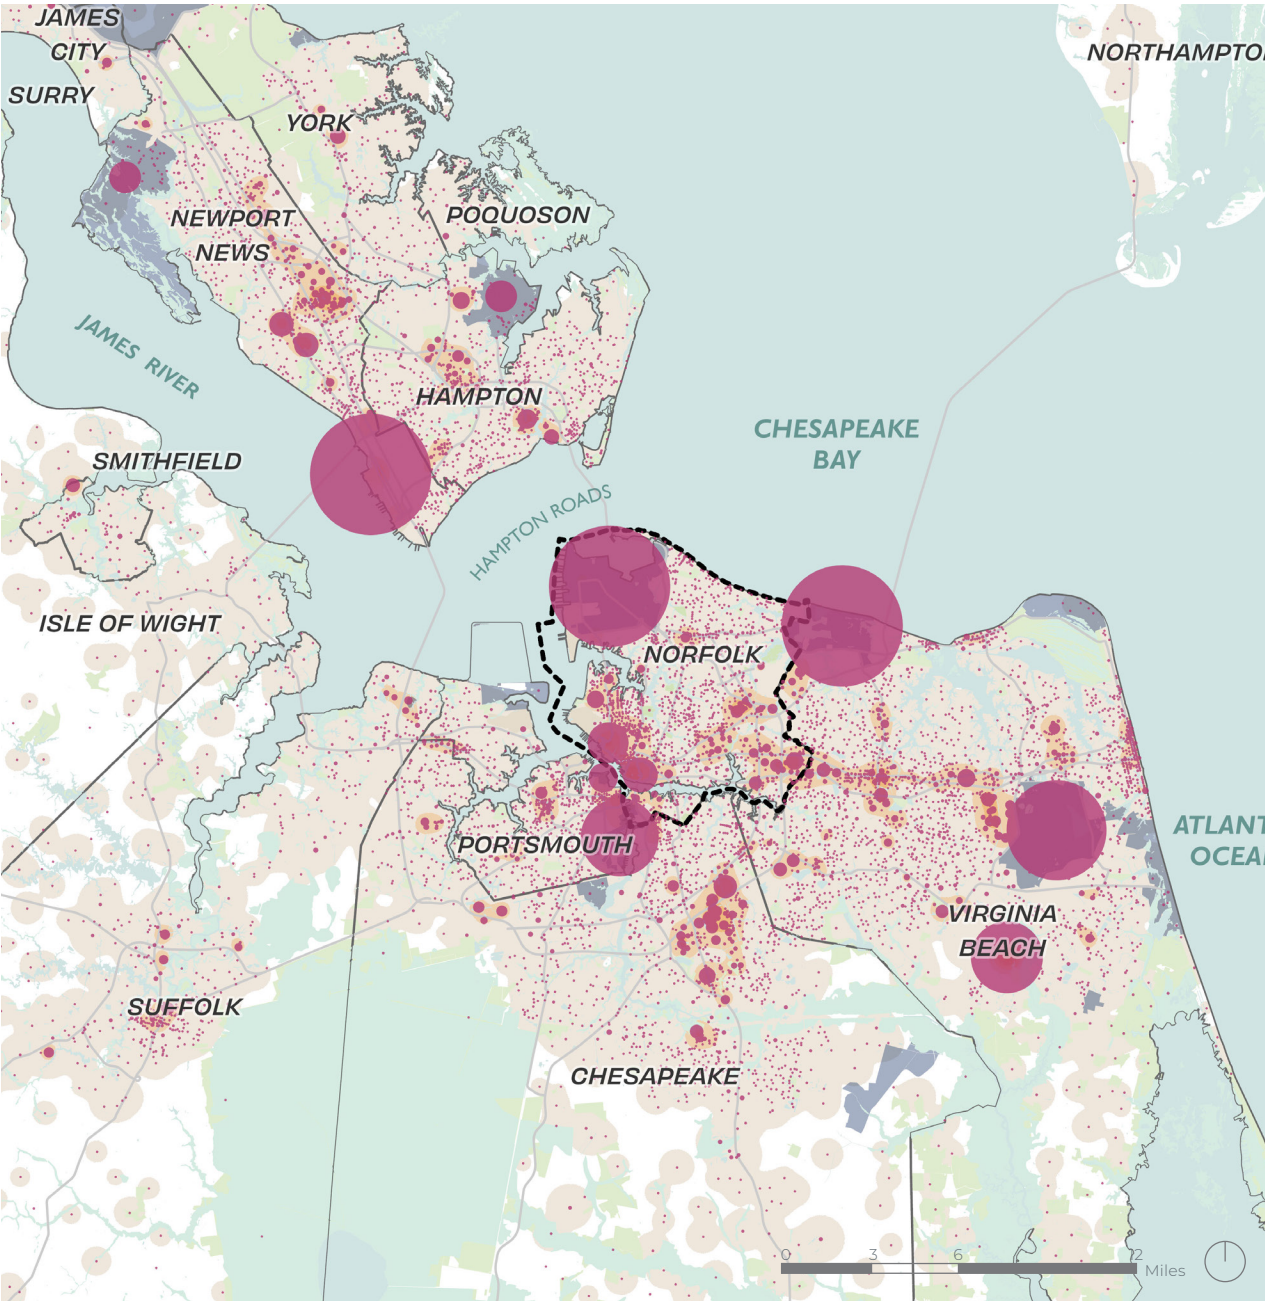 JAMES
CITY
SURRY
NORTHAMPTO
YORK
NEWPORT
NEWS
POQUOSON
JAMES RIVER
HAMPTON
CHESAPEAKE
BAY
SMITHFIELD
HAMPTON ROADS
ISLE OF WIGHT
NORFOLK
ATLANT
OCEA
PORTSMOUTH
VIRGINIA
BEACH
SUFFOLK
CHESAPEAKE
0 3 6 12
Miles